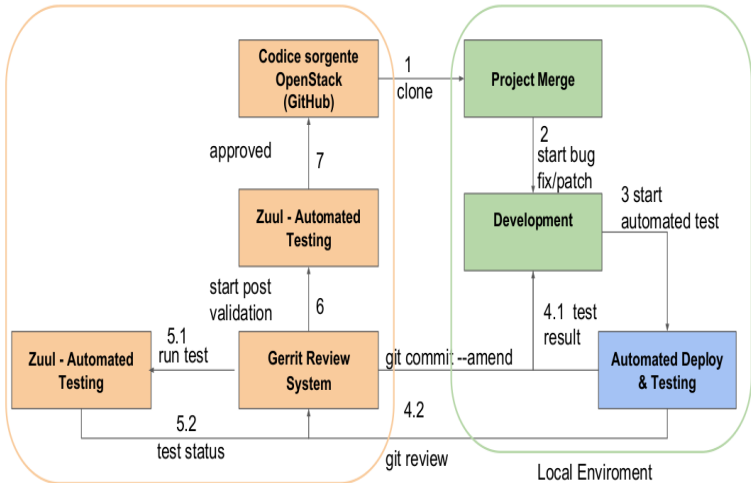 Codice sorgente
OpenStack
(GitHub)
1
clone
Project Merge
2
start bug
fix/patch
approved
7
Zuul - Automated
Testing
Development
3 start
automated test
start post
validation
6
4.1 test
result
5.1
run test
Zuul - Automated
Testing
Gerrit Review
System
git commit --amend
Automated Deploy
& Testing
5.2
test status
4.2
git review
Local Enviroment